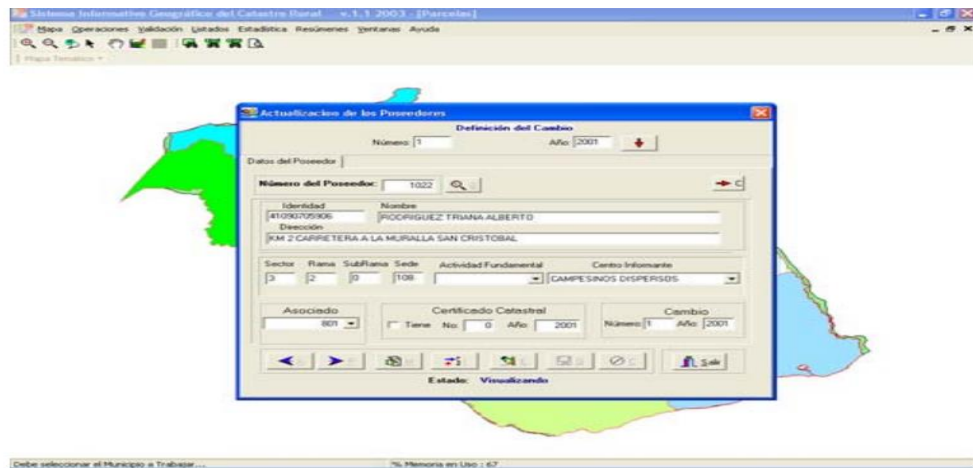 Sistema Informativo Geográfico del Catastro Rural v.1.1 2003 - [Parcelas]
Mapa Operaciones Validación Listados Estadística Resúmenes Ventanas Ayuda
Mapa Temático
Actualizacion de los Poseedores
Definición del Cambio
Número 1 Año 2001
Datos del Poseedor
Número del Poseedor: 1022 C
Identidad Nombre
41090705906 RODRIGUEZ TRIANA ALBERTO
Dirección
KM 2 CARRETERA A LA MURALLA SAN CRISTOBAL
Sector Rama SubRama Sede Actividad Fundamental Centro Informante
3 2 0 108 CAMPESINOS DISPERSOS
Asociado Certificado Catastral Cambio
801 Tiene No: 0 Año: 2001 Número: 1 Año: 2001
Salir
Estado: Visualizando
Debe seleccionar el Municipio a Trabajar... % Memoria en Uso : 67